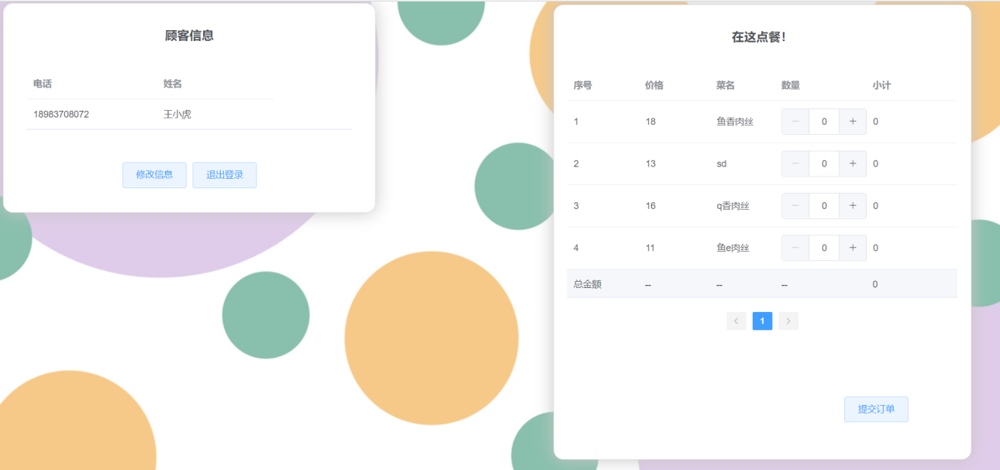 顾客信息
电话 姓名
18983708072 王小虎
修改信息 退出登录
在这点餐!
序号 价格 菜名 数量 小计
1 18 鱼香肉丝 － 0 + 0
2 13 sd － 0 + 0
3 16 q香肉丝 － 0 + 0
4 11 鱼e肉丝 － 0 + 0
总金额 -- -- -- 0
< 1 >
提交订单